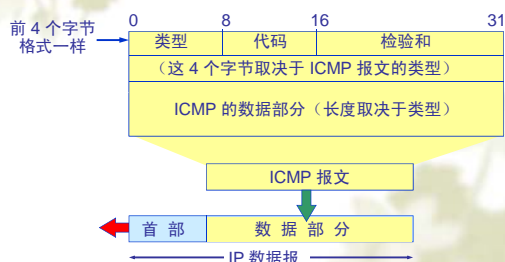 0 8 16 31
前 4 个字节
格式一样
类型 代码 检验和
（这 4 个字节取决于 ICMP 报文的类型）
ICMP 的数据部分（长度取决于类型）
ICMP 报文
首 部 数 据 部 分
IP 数据报